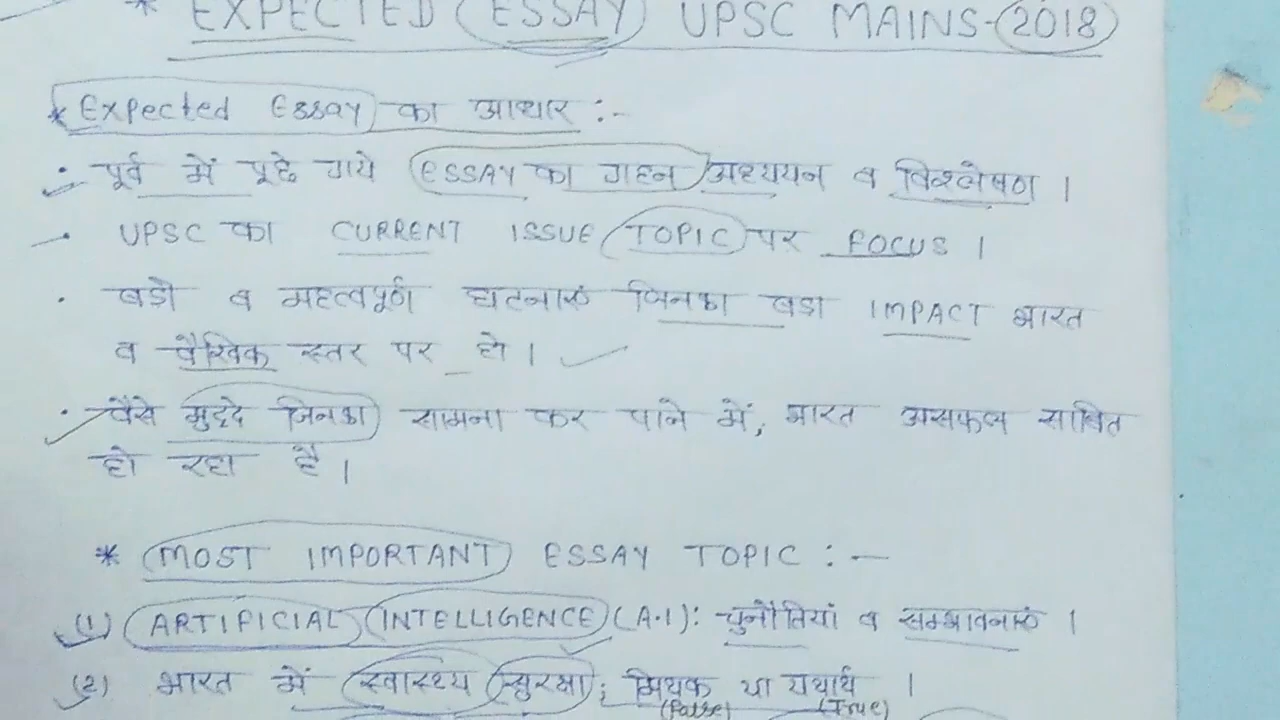 * EXPECTED ESSAY UPSC MAINS-2018
* Expected Essay का आधार :-
• पूर्व में पूछे गये ESSAY का गहन अध्ययन व विश्लेषण ।
• UPSC का CURRENT ISSUE TOPIC पर FOCUS ।
• बडी व महत्वपूर्ण घटनाएं जिनका बडा IMPACT भारत
व वैश्विक स्तर पर हो ।
• वैसे मुद्दे जिनका सामना कर पाने में, भारत असफल साबित
हो रहा है ।
* MOST IMPORTANT ESSAY TOPIC :-
(1) ARTIFICIAL INTELLIGENCE (A.I): चुनौतियां व सम्भावनाएं ।
(2) भारत में स्वास्थ्य सुरक्षा; मिथक या यथार्थ ।
(False) (True)